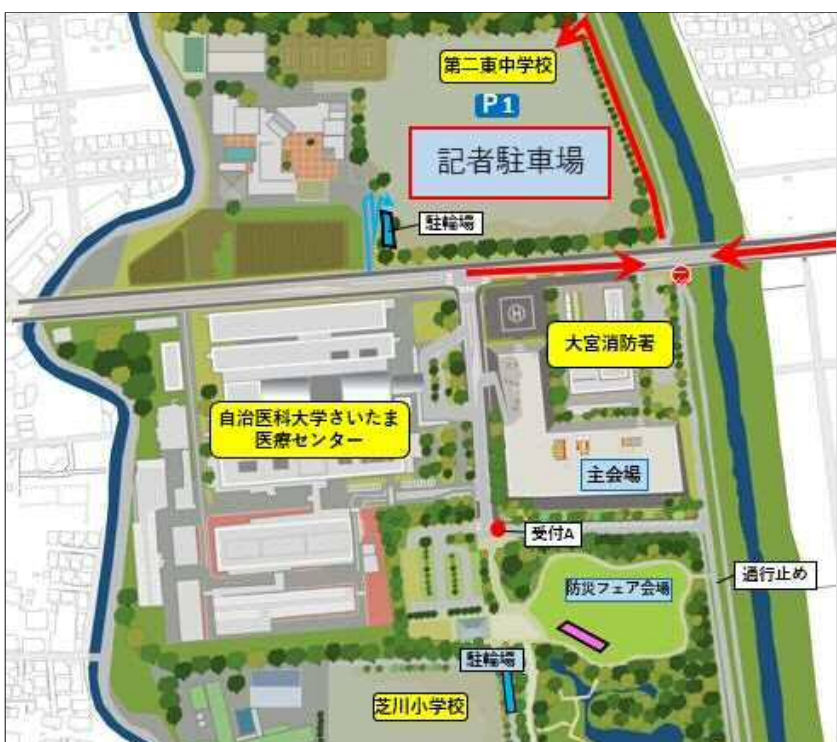 第二東中学校
P1
記者駐車場
駐輪場
大宮消防署
H
自治医科大学さいたま
医療センター
主会場
受付A
防災フェア会場
通行止め
駐輪場
芝川小学校